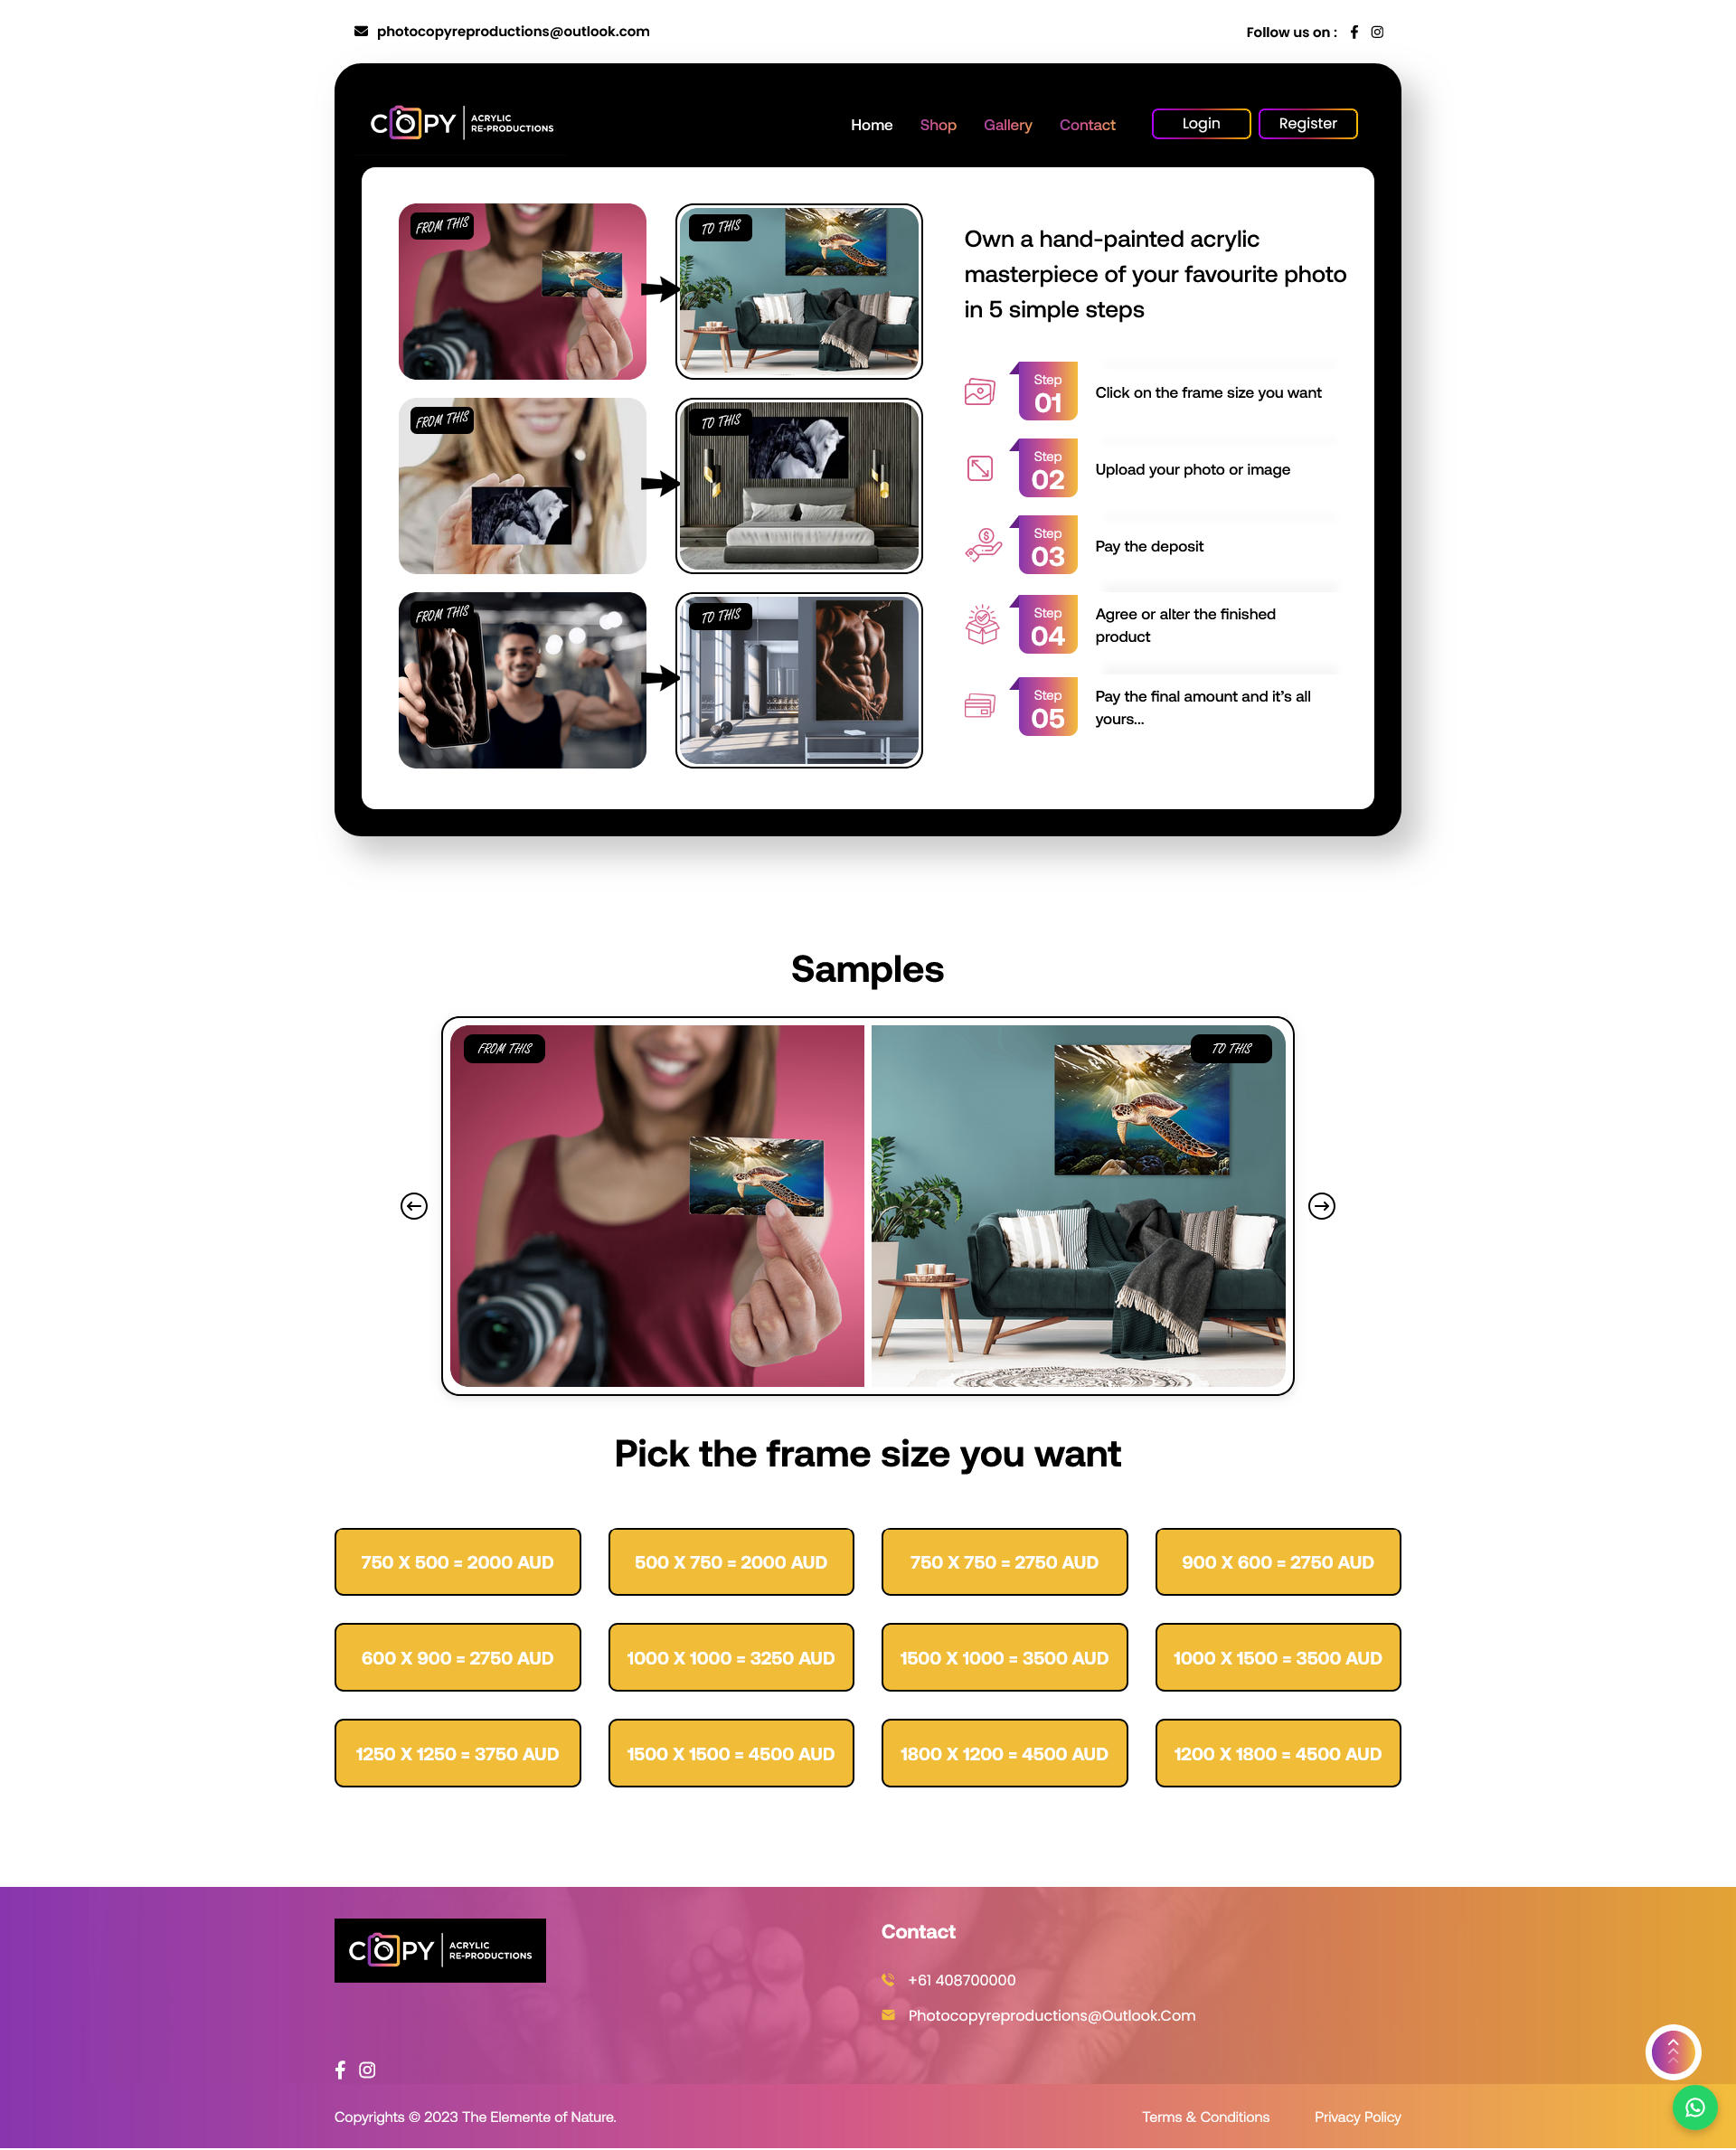 photocopyreproductions@outlook.com
Follow us on :
COPY ACRYLIC RE-PRODUCTIONS
Home Shop Gallery Contact Login Register
FROM THIS
TO THIS
Own a hand-painted acrylic
masterpiece of your favourite photo
in 5 simple steps
Step
01
Click on the frame size you want
FROM THIS
TO THIS
Step
02
Upload your photo or image
Step
03
Pay the deposit
FROM THIS
TO THIS
Step
04
Agree or alter the finished
product
Step
05
Pay the final amount and it’s all
yours...
Samples
FROM THIS
TO THIS
Pick the frame size you want
750 X 500 = 2000 AUD
500 X 750 = 2000 AUD
750 X 750 = 2750 AUD
900 X 600 = 2750 AUD
600 X 900 = 2750 AUD
1000 X 1000 = 3250 AUD
1500 X 1000 = 3500 AUD
1000 X 1500 = 3500 AUD
1250 X 1250 = 3750 AUD
1500 X 1500 = 4500 AUD
1800 X 1200 = 4500 AUD
1200 X 1800 = 4500 AUD
COPY ACRYLIC RE-PRODUCTIONS
Contact
+61 408700000
Photocopyreproductions@Outlook.Com
Copyrights © 2023 The Elemente of Nature.
Terms & Conditions
Privacy Policy